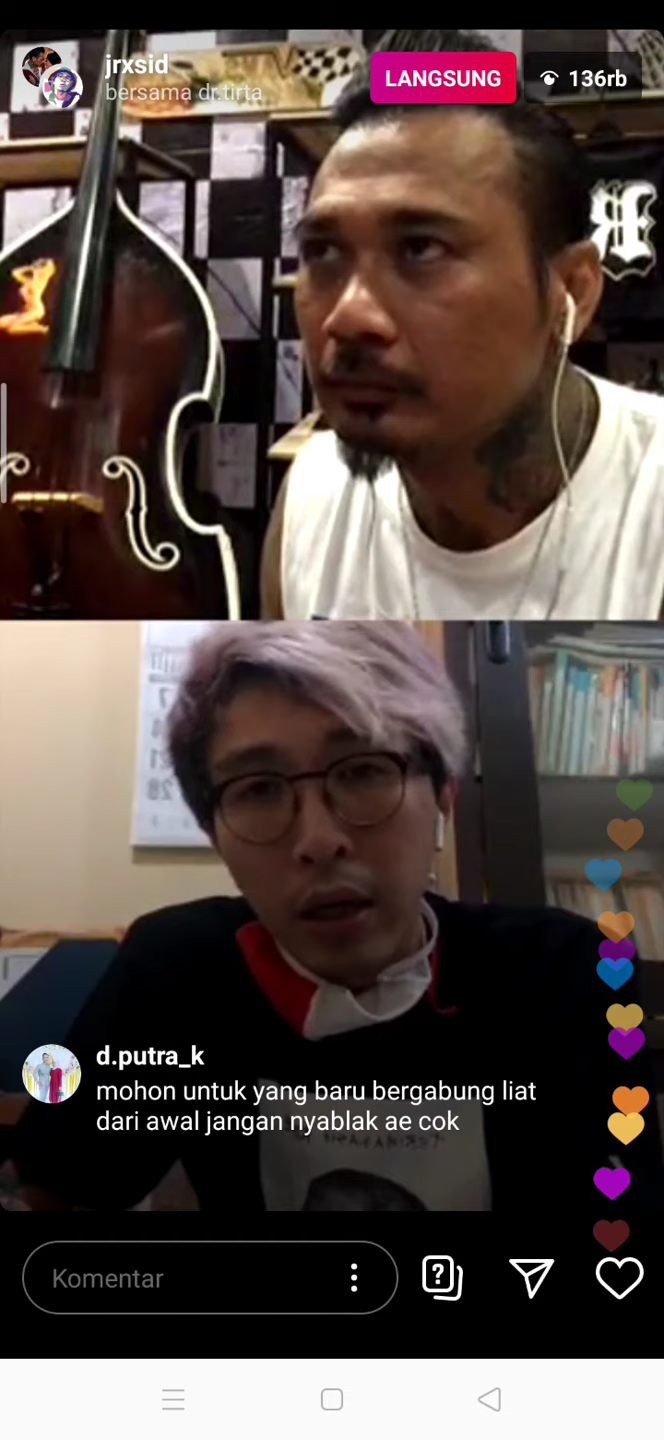 jrxsid
bersama dr.tirta
LANGSUNG
136rb
d.putra_k
mohon untuk yang baru bergabung liat
dari awal jangan nyablak ae cok
Komentar